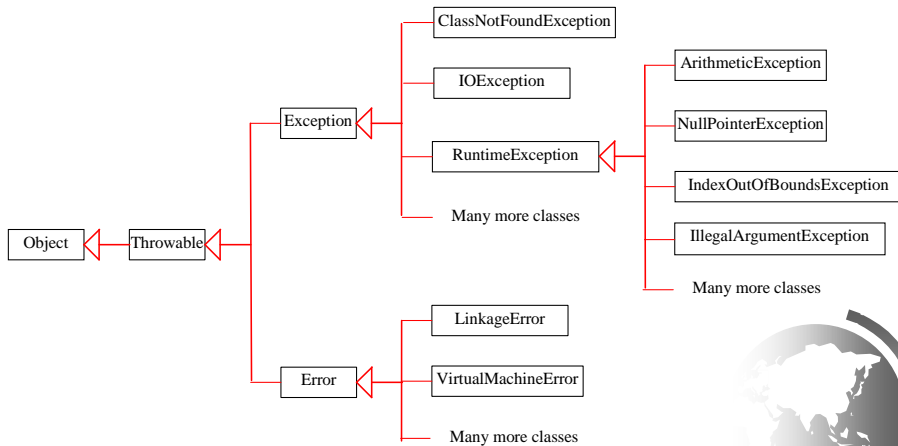 ClassNotFoundException
ArithmeticException
IOException
Exception
NullPointerException
RuntimeException
IndexOutOfBoundsException
Many more classes
Object
Throwable
IllegalArgumentException
Many more classes
LinkageError
Error
VirtualMachineError
Many more classes